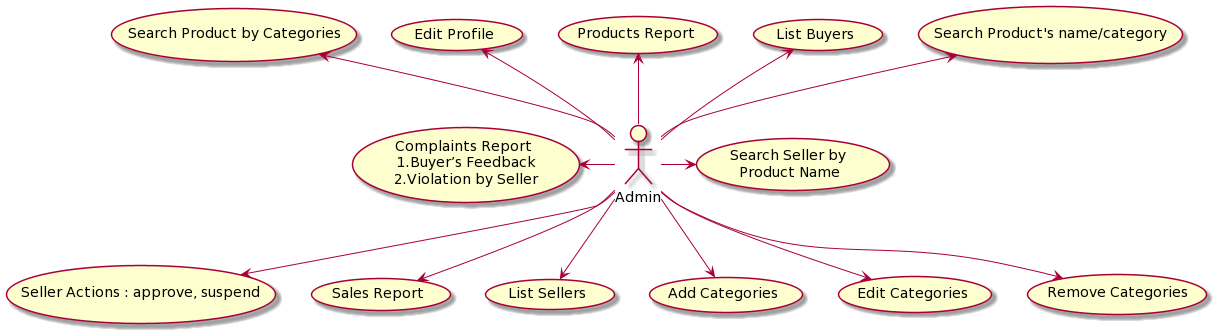 Search Product by Categories
Edit Profile
Products Report
List Buyers
Search Product's name/category
Complaints Report
1.Buyer’s Feedback
2.Violation by Seller
Search Seller by
Product Name
Admin
Seller Actions : approve, suspend
Sales Report
List Sellers
Add Categories
Edit Categories
Remove Categories